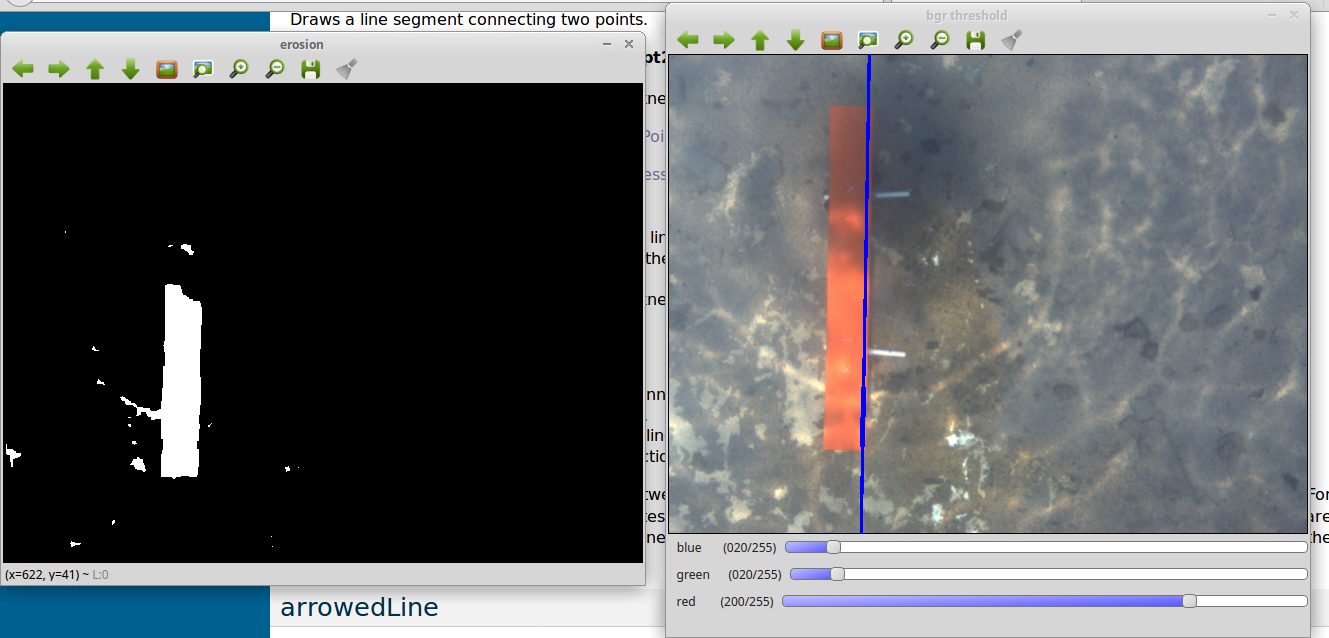 Draws a line segment connecting two points.
bgr threshold
erosion
pt2
(x=622, y=41) ~ L:0
blue (020/255)
green (020/255)
red (200/255)
arrowedLine